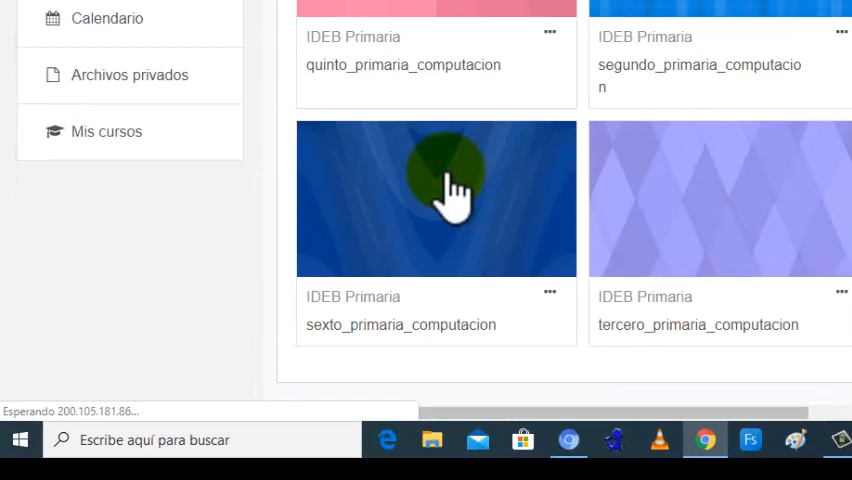 Calendario
Archivos privados
Mis cursos
IDEB Primaria
quinto_primaria_computacion
IDEB Primaria
segundo_primaria_computacio
n
IDEB Primaria
sexto_primaria_computacion
IDEB Primaria
tercero_primaria_computacion
Esperando 200.105.181.86...
Escribe aquí para buscar
Fs